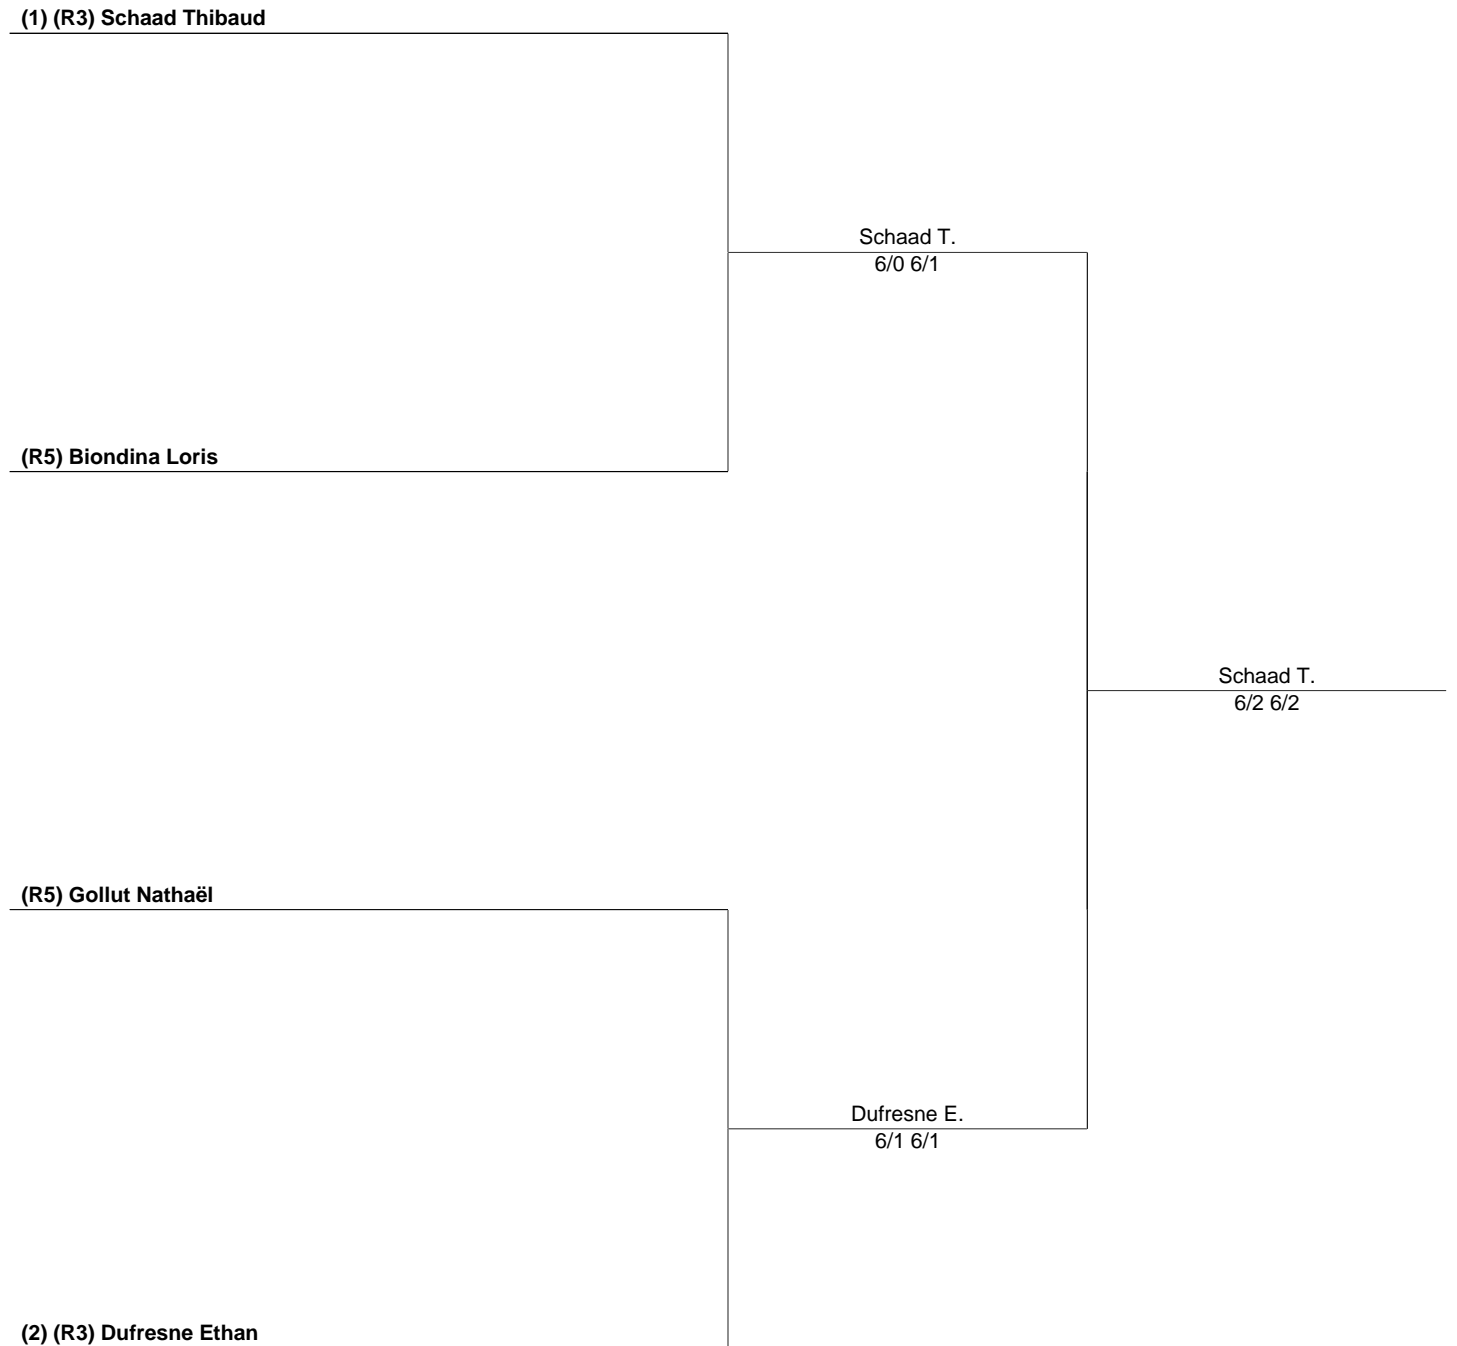 (1) (R3) Schaad Thibaud
Schaad T.
6/0 6/1
(R5) Biondina Loris
Schaad T.
6/2 6/2
(R5) Gollut Nathaël
Dufresne E.
6/1 6/1
(2) (R3) Dufresne Ethan